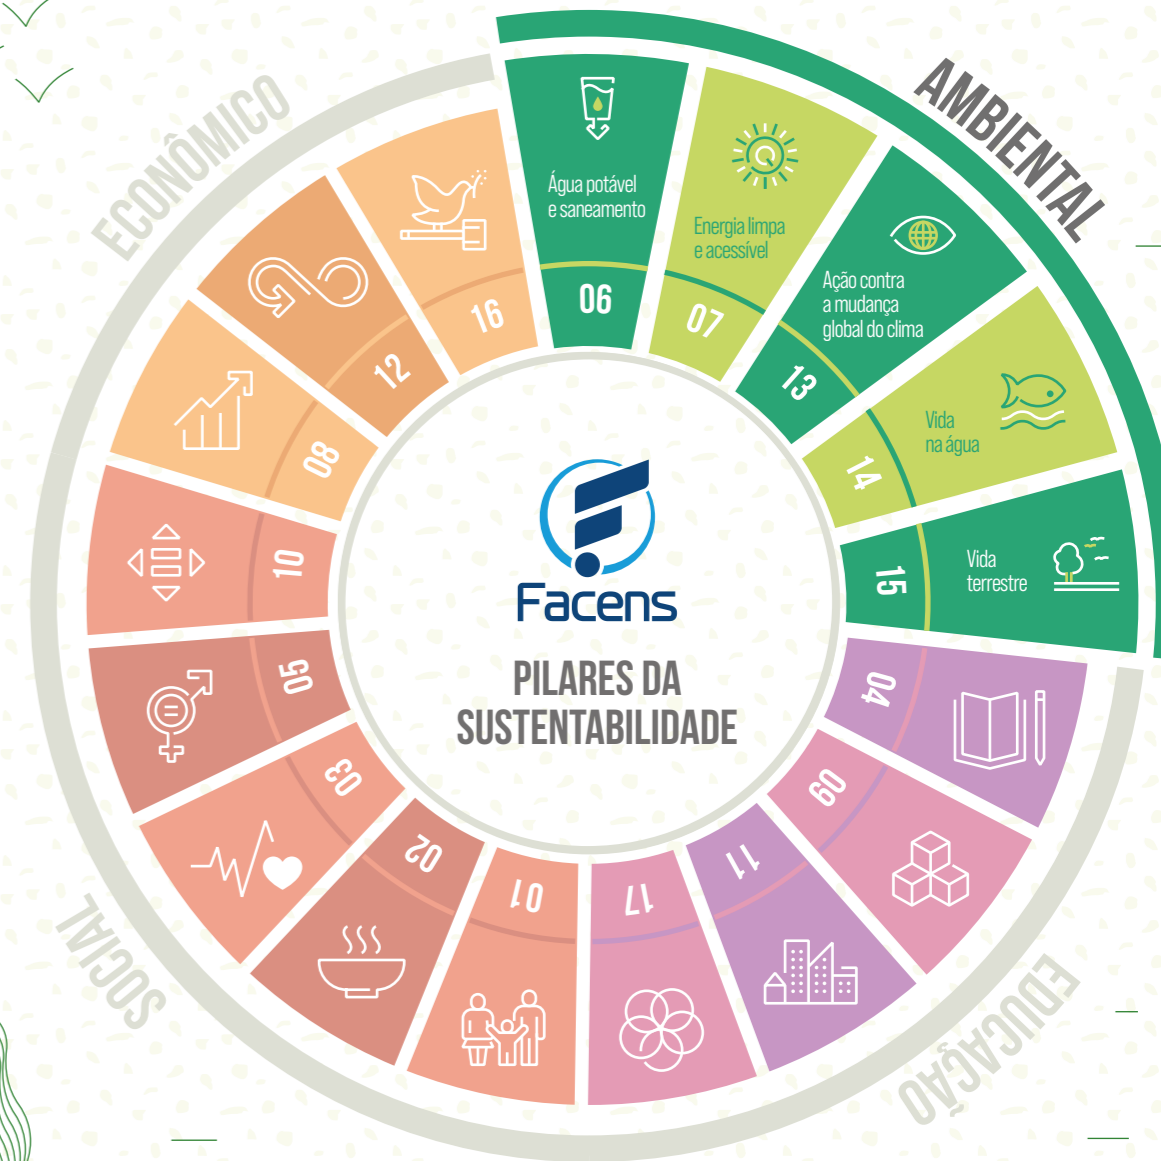 ECONÔMICO
AMBIENTAL
Água potável
e saneamento
06
Energia limpa
e acessível
07
Ação contra
a mudança
global do clima
13
Vida
na água
14
Vida
terrestre
15
04
09
11
17
01
02
03
05
10
08
12
16
Facens
PILARES DA
SUSTENTABILIDADE
SOCIAL
EDUCAÇÃO